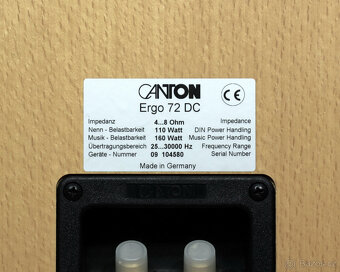 CANTON
Ergo 72 DC
Impedanz 4...8 Ohm Impedance
Nenn - Belastbarkeit 110 Watt DIN Power Handling
Musik - Belastbarkeit 160 Watt Music Power Handling
Übertragungsbereich 25...30000 Hz Frequency Range
Geräte - Nummer 09 104580 Serial Number
Made in Germany
CE
CANTON